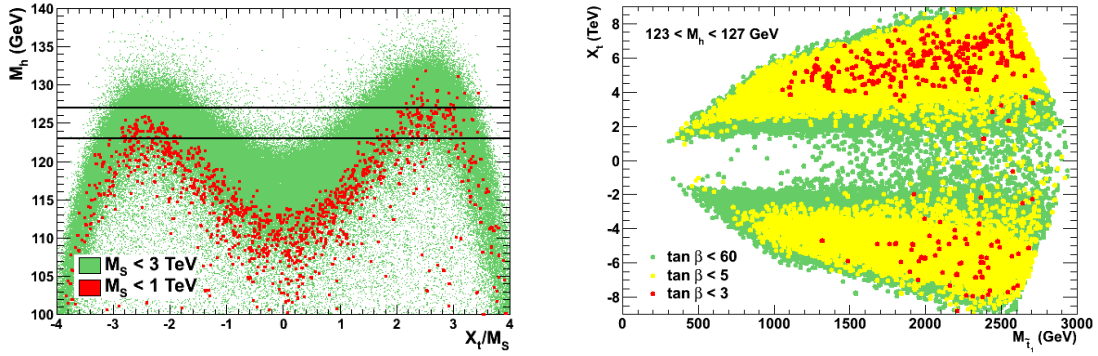 M_h (GeV)
140
135
130
125
120
115
110
105
100
M_S < 3 TeV
M_S < 1 TeV
-4 -3 -2 -1 0 1 2 3 4
X_t/M_S
X_t (TeV)
8
6
4
2
0
-2
-4
-6
-8
123 < M_h < 127 GeV
tan β < 60
tan β < 5
tan β < 3
0 500 1000 1500 2000 2500 3000
M_t̃₁ (GeV)